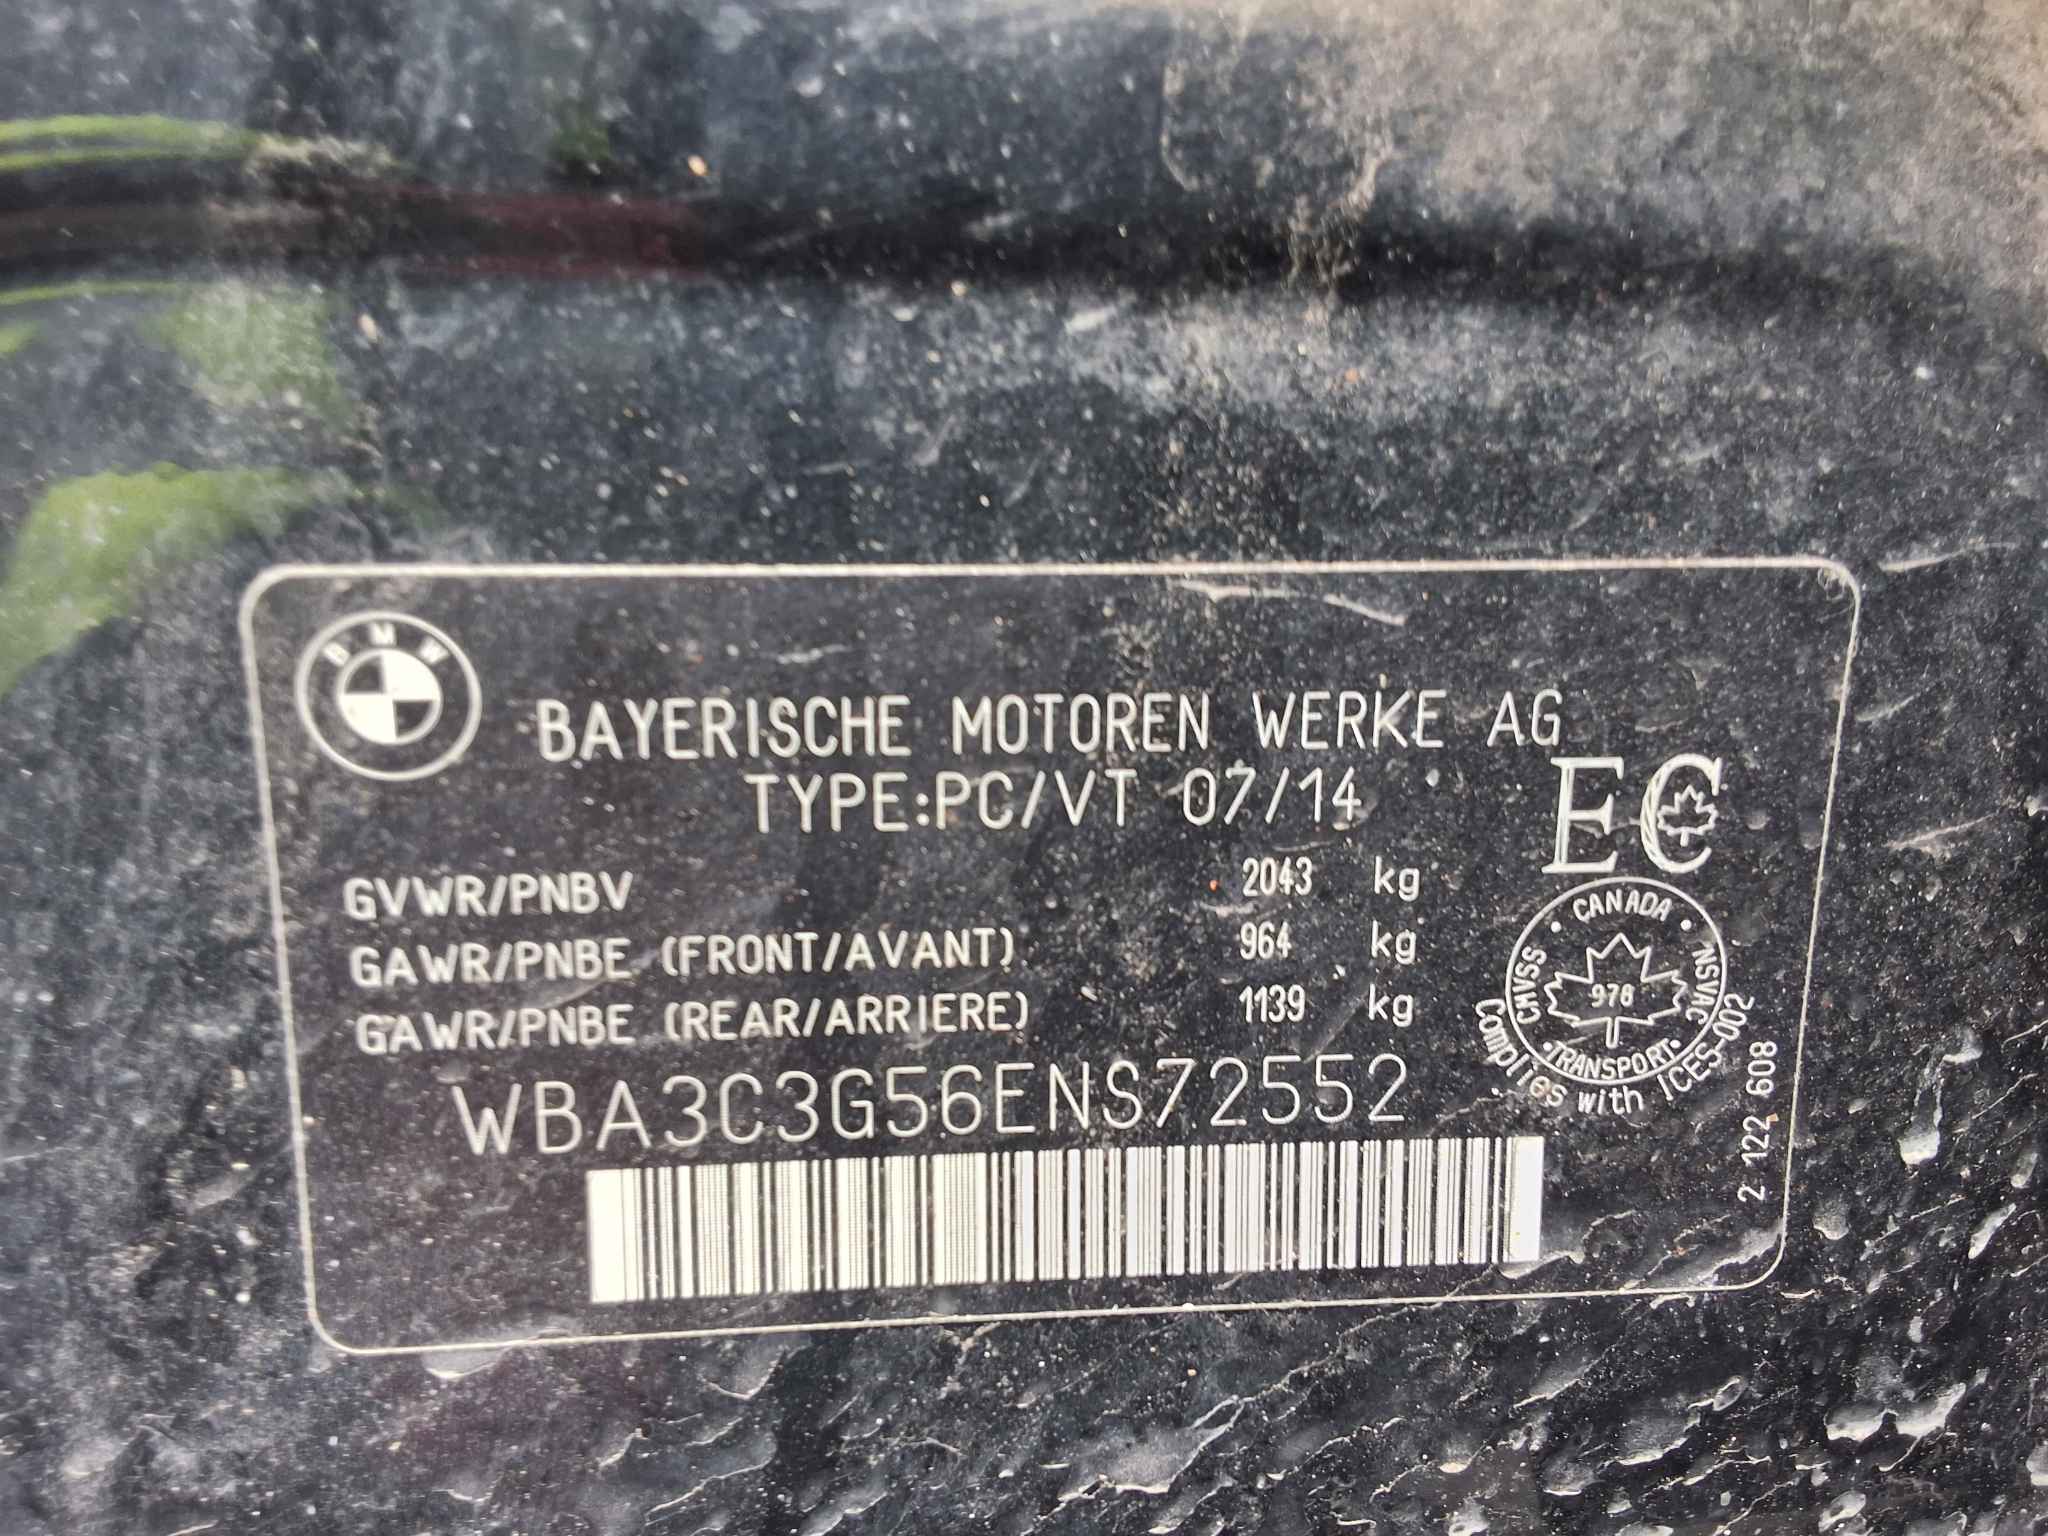 BMW
BAYERISCHE MOTOREN WERKE AG
TYPE:PC/VT 07/14
EC
GVWR/PNBV 2043 kg
GAWR/PNBE (FRONT/AVANT) 964 kg
GAWR/PNBE (REAR/ARRIERE) 1139 kg
CANADA
CMVSS
NSVAC
976
TRANSPORT
Complies with ICES-002
WBA3C3G56ENS72552
2 122 608